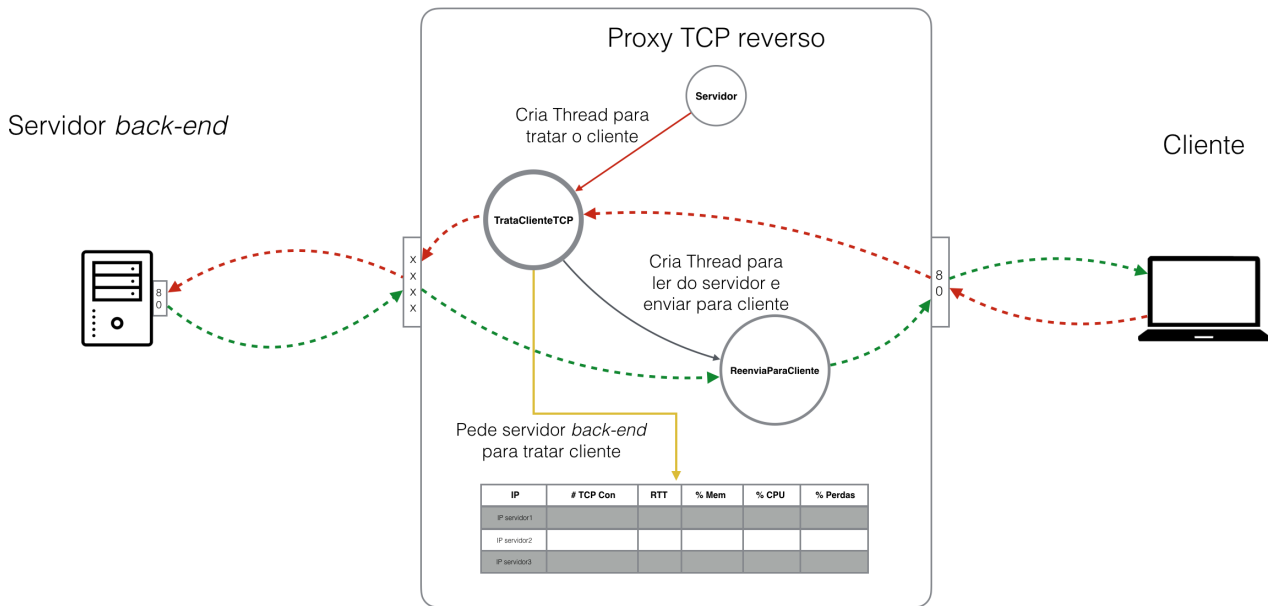 Proxy TCP reverso
Servidor
Cria Thread para
tratar o cliente
Servidor back-end
Cliente
TrataClienteTCP
x
x
x
x
8
0
8
0
Cria Thread para
ler do servidor e
enviar para cliente
ReenviaParaCliente
Pede servidor back-end
para tratar cliente
IP # TCP Con RTT % Mem % CPU % Perdas
IP servidor1
IP servidor2
IP servidor3